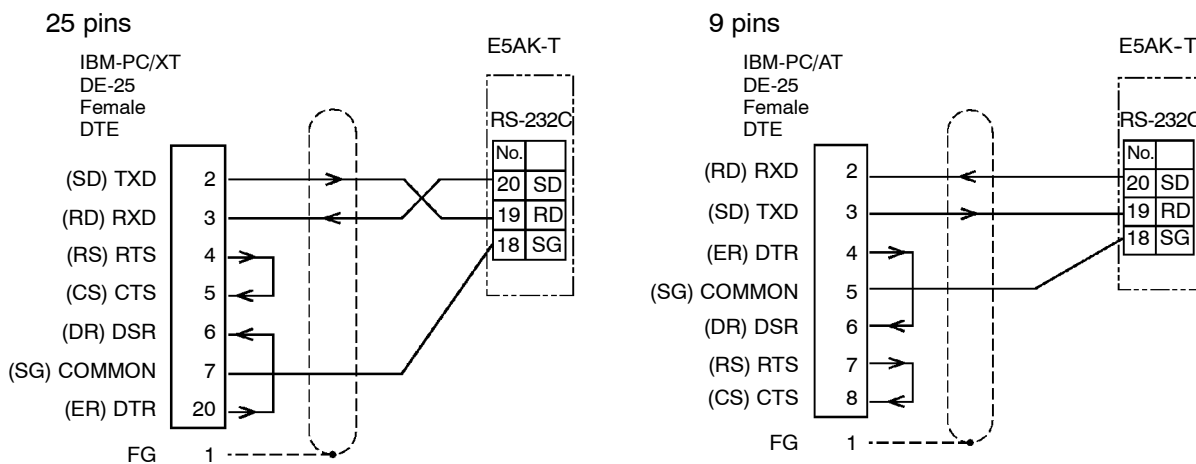 25 pins
IBM-PC/XT
DE-25
Female
DTE
E5AK-T
RS-232C
No.
20 SD
19 RD
18 SG
(SD) TXD 2
(RD) RXD 3
(RS) RTS 4
(CS) CTS 5
(DR) DSR 6
(SG) COMMON 7
(ER) DTR 20
FG 1
9 pins
IBM-PC/AT
DE-25
Female
DTE
E5AK-T
RS-232C
No.
20 SD
19 RD
18 SG
(RD) RXD 2
(SD) TXD 3
(ER) DTR 4
(SG) COMMON 5
(DR) DSR 6
(RS) RTS 7
(CS) CTS 8
FG 1